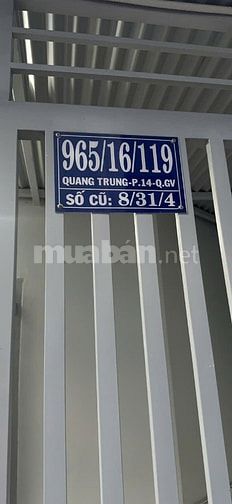 965/16/119
QUANG TRUNG-P.14-Q.GV
SỐ CŨ: 8/31/4
muaban.net